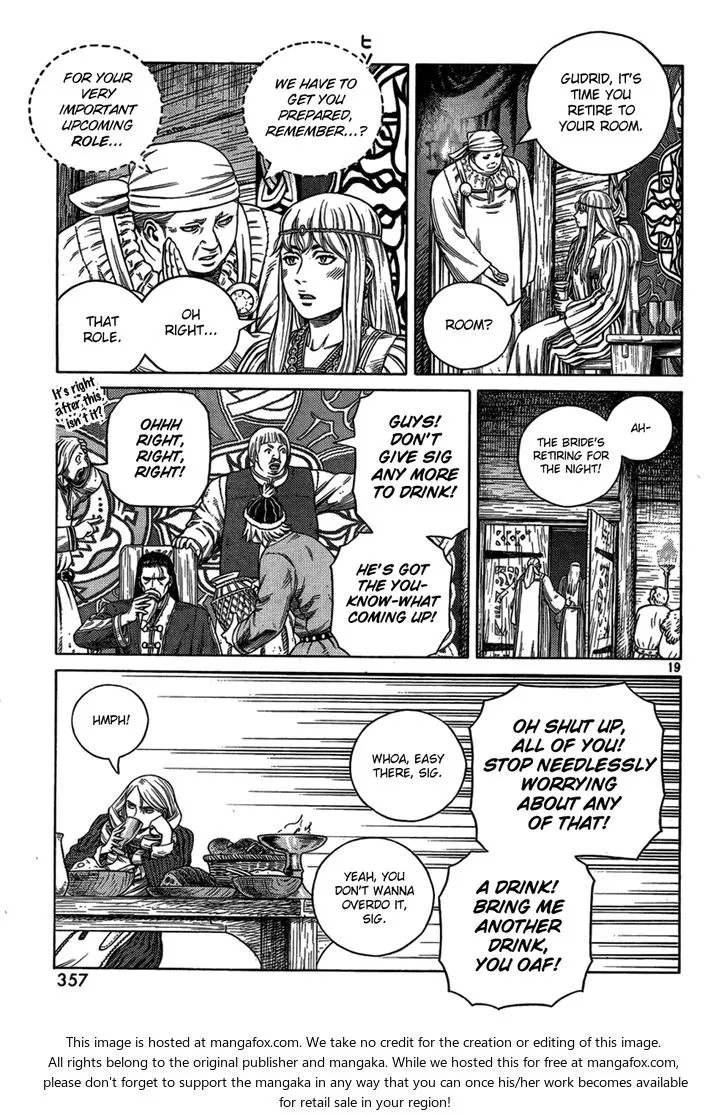 GUDRID, IT'S
TIME YOU
RETIRE TO
YOUR ROOM.
ROOM?
ヒソ
WE HAVE TO
GET YOU
PREPARED,
REMEMBER...?
FOR YOUR
VERY
IMPORTANT
UPCOMING
ROLE...
OH
RIGHT...
THAT
ROLE.
AH-
THE BRIDE'S
RETIRING FOR
THE NIGHT!
GUYS!
DON'T
GIVE SIG
ANY MORE
TO DRINK!
HE'S GOT
THE YOU-
KNOW-WHAT
COMING UP!
OHHH
RIGHT,
RIGHT,
RIGHT!
It's right
after this,
isn't it?
19
OH SHUT UP,
ALL OF YOU!
STOP NEEDLESSLY
WORRYING
ABOUT ANY
OF THAT!
A DRINK!
BRING ME
ANOTHER
DRINK,
YOU OAF!
WHOA, EASY
THERE, SIG.
YEAH, YOU
DON'T WANNA
OVERDO IT,
SIG.
HMPH!
357
This image is hosted at mangafox.com. We take no credit for the creation or editing of this image.
All rights belong to the original publisher and mangaka. While we hosted this for free at mangafox.com,
please don't forget to support the mangaka in any way that you can once his/her work becomes available
for retail sale in your region!